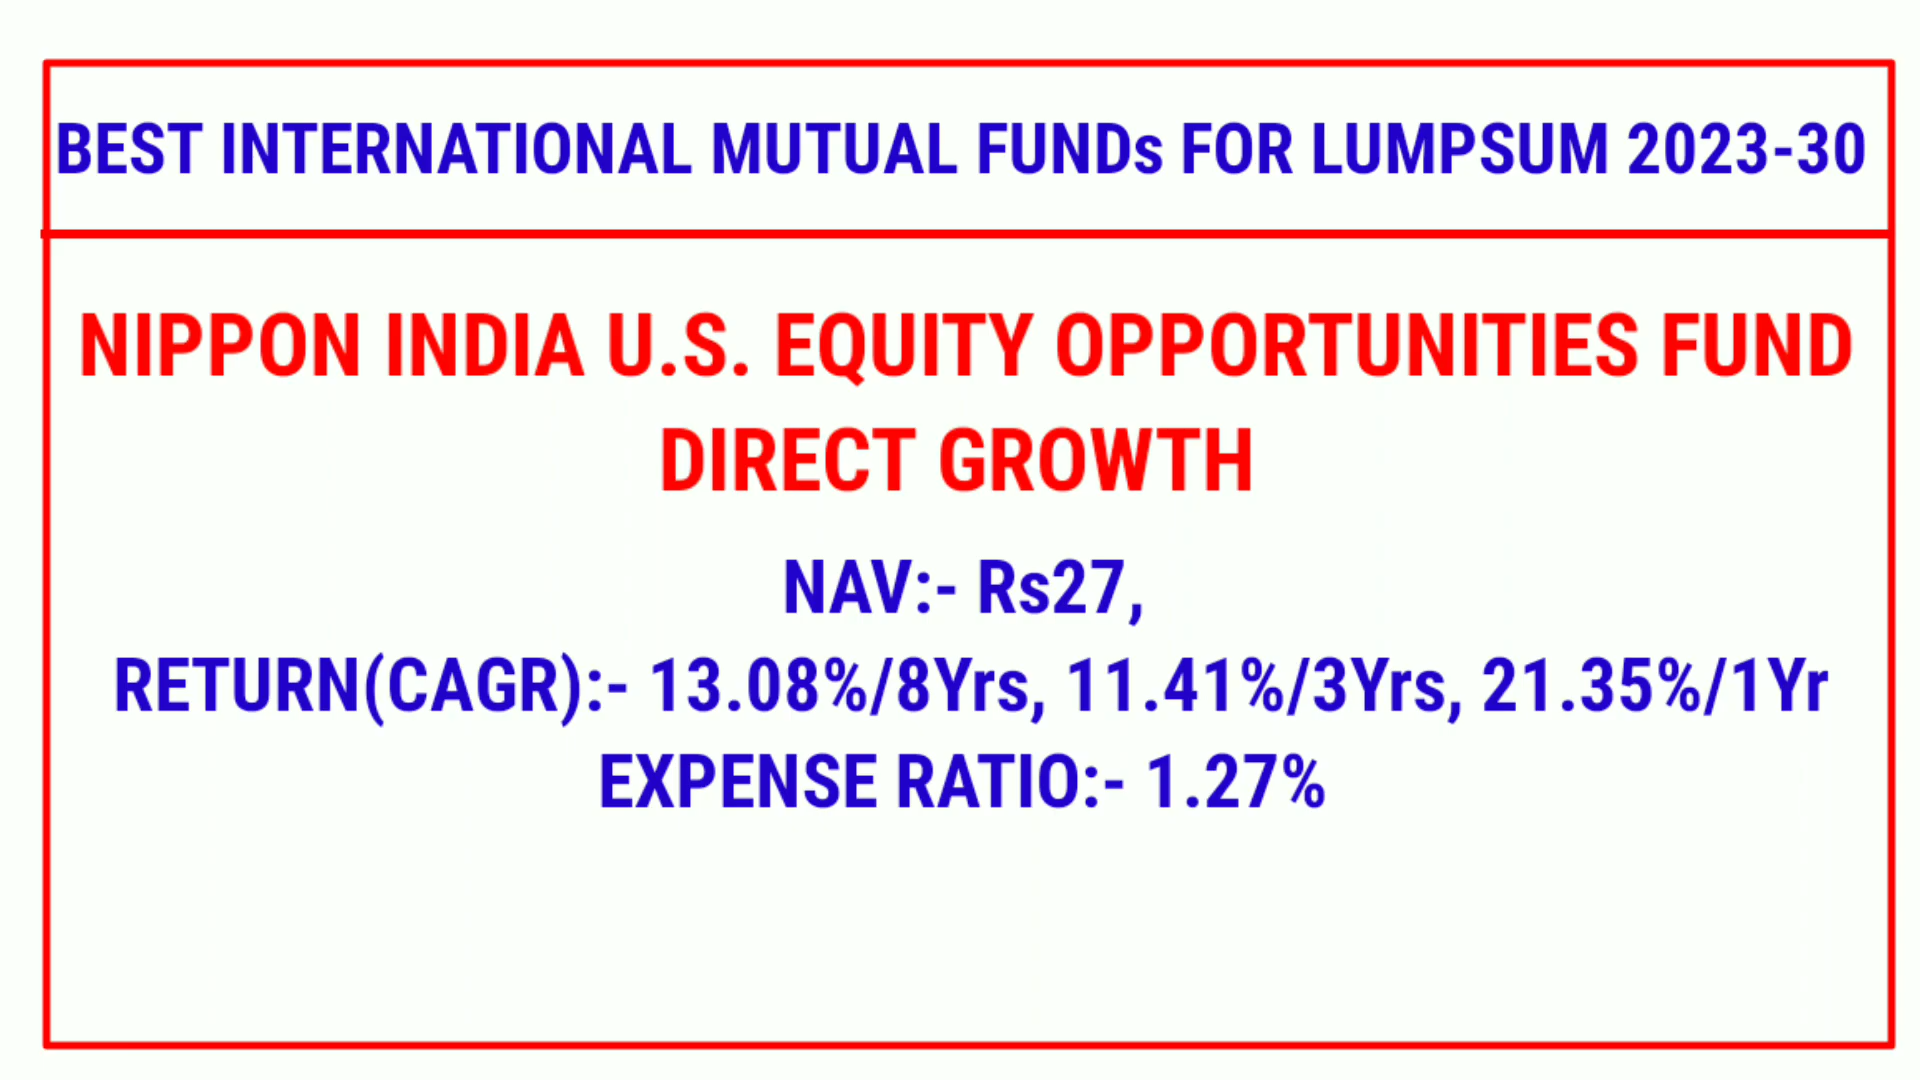 BEST INTERNATIONAL MUTUAL FUNDs FOR LUMPSUM 2023-30
NIPPON INDIA U.S. EQUITY OPPORTUNITIES FUND
DIRECT GROWTH
NAV:- Rs27,
RETURN(CAGR):- 13.08%/8Yrs, 11.41%/3Yrs, 21.35%/1Yr
EXPENSE RATIO:- 1.27%